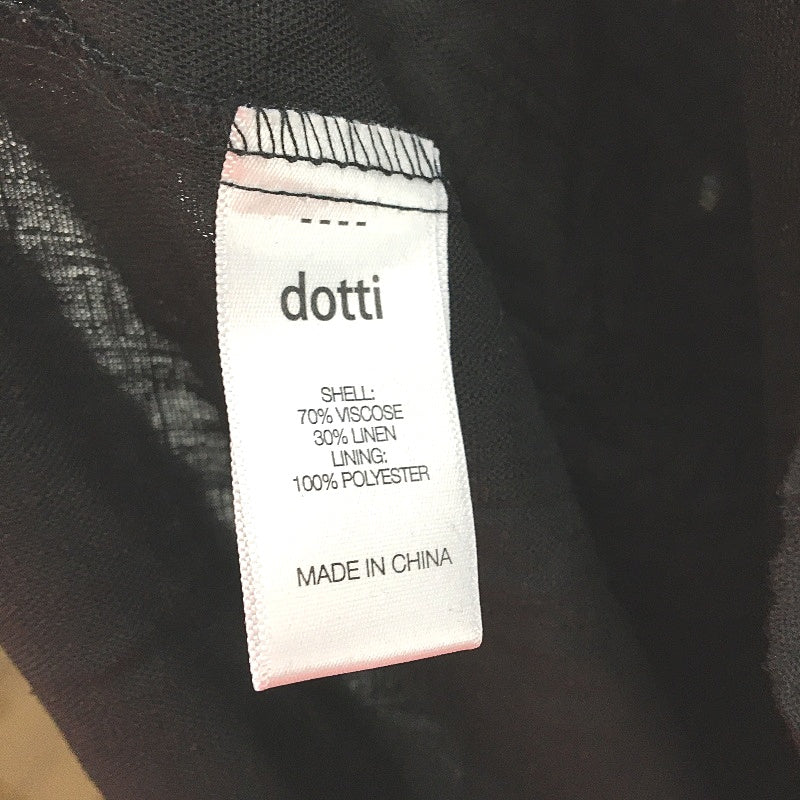 ----
dotti
SHELL:
70% VISCOSE
30% LINEN
LINING:
100% POLYESTER
MADE IN CHINA